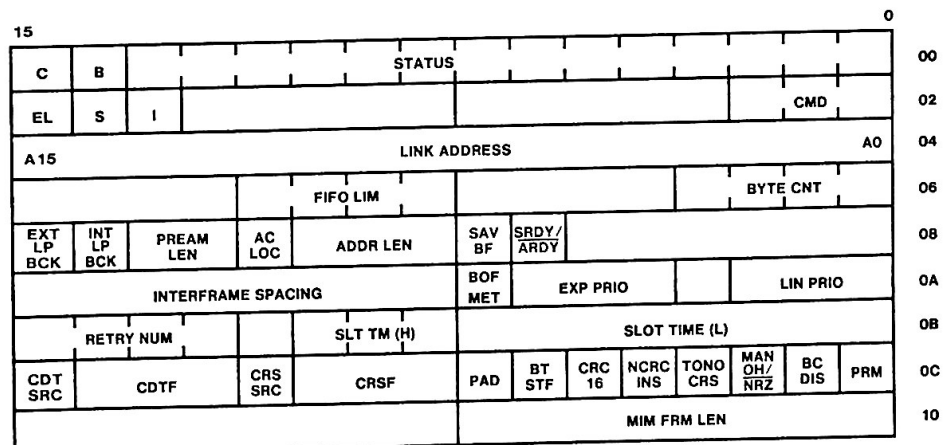 15 0
C B STATUS 00
EL S I CMD 02
A15 LINK ADDRESS A0 04
FIFO LIM BYTE CNT 06
EXT LP BCK INT LP BCK PREAM LEN AC LOC ADDR LEN SAV BF SRDY/ ARDY 08
INTERFRAME SPACING BOF MET EXP PRIO LIN PRIO 0A
RETRY NUM SLT TM (H) SLOT TIME (L) 0B
CDT SRC CDTF CRS SRC CRSF PAD BT STF CRC 16 NCRC INS TONO CRS MAN OH/ NRZ BC DIS PRM 0C
MIM FRM LEN 10